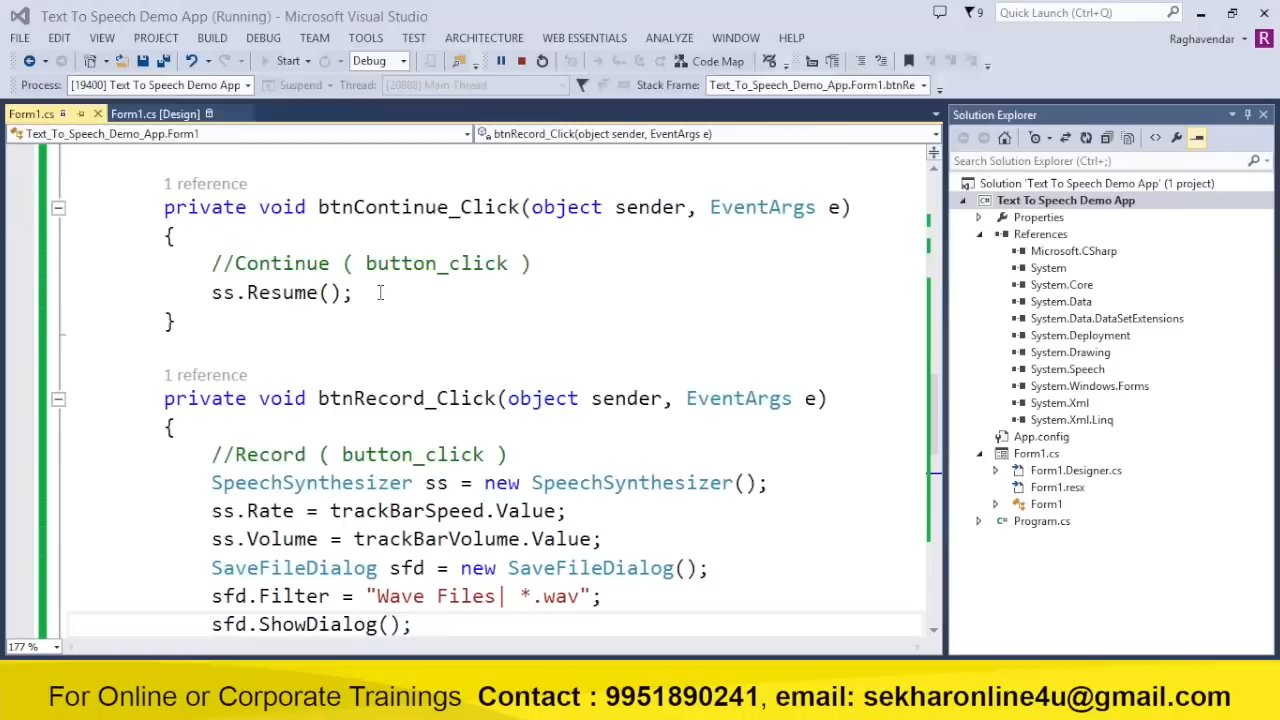 Text To Speech Demo App (Running) - Microsoft Visual Studio
9
Quick Launch (Ctrl+Q)
FILE EDIT VIEW PROJECT BUILD DEBUG TEAM TOOLS TEST ARCHITECTURE WEB ESSENTIALS ANALYZE WINDOW HELP
Raghavendar R
Start Debug Code Map
Process: [19400] Text To Speech Demo App Suspend Thread: [20888] Main Thread Stack Frame: Text_To_Speech_Demo_App.Form1.btnRe
Form1.cs Form1.cs [Design]
Text_To_Speech_Demo_App.Form1 btnRecord_Click(object sender, EventArgs e)
1 reference
private void btnContinue_Click(object sender, EventArgs e)
{
//Continue ( button_click )
ss.Resume();
}
1 reference
private void btnRecord_Click(object sender, EventArgs e)
{
//Record ( button_click )
SpeechSynthesizer ss = new SpeechSynthesizer();
ss.Rate = trackBarSpeed.Value;
ss.Volume = trackBarVolume.Value;
SaveFileDialog sfd = new SaveFileDialog();
sfd.Filter = "Wave Files| *.wav";
sfd.ShowDialog();
177 %
Solution Explorer
Search Solution Explorer (Ctrl+;)
Solution 'Text To Speech Demo App' (1 project)
C# Text To Speech Demo App
Properties
References
Microsoft.CSharp
System
System.Core
System.Data
System.Data.DataSetExtensions
System.Deployment
System.Drawing
System.Speech
System.Windows.Forms
System.Xml
System.Xml.Linq
App.config
Form1.cs
Form1.Designer.cs
Form1.resx
Form1
C# Program.cs
For Online or Corporate Trainings Contact : 9951890241, email: sekharonline4u@gmail.com